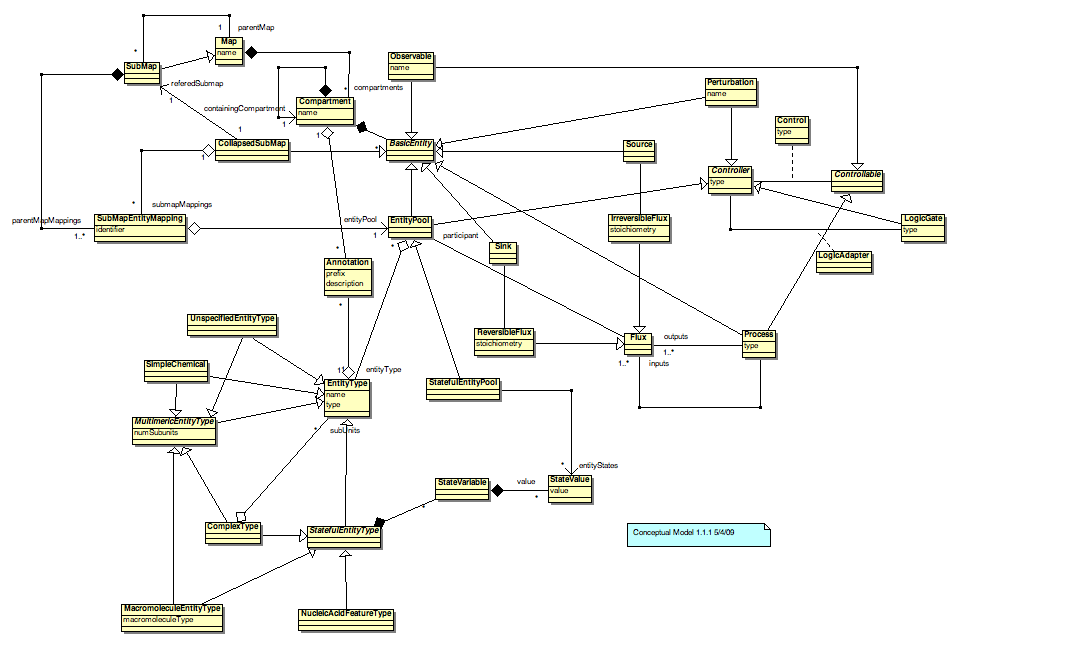 1
parentMap
Map
name
*
SubMap
Observable
name
referedSubmap
1
*
compartments
Compartment
name
containingCompartment
1
Perturbation
name
Control
type
1
CollapsedSubMap
1
1
*
BasicEntity
Source
Controller
type
Controllable
*
submapMappings
parentMapMappings
1..*
SubMapEntityMapping
identifier
entityPool
1
EntityPool
*
participant
IrreversibleFlux
stoichiometry
LogicGate
type
Sink
LogicAdapter
*
Annotation
prefix
description
*
UnspecifiedEntityType
ReversibleFlux
stoichiometry
Flux
outputs
1..*
1..*
inputs
Process
type
SimpleChemical
1
1
entityType
EntityType
name
type
StatefulEntityPool
MultimericEntityType
numSubunits
*
subUnits
*
entityStates
StateVariable
value
*
StateValue
value
*
ComplexType
StatefulEntityType
Conceptual Model 1.1.1 5/4/09
MacromoleculeEntityType
macromoleculeType
NucleicAcidFeatureType